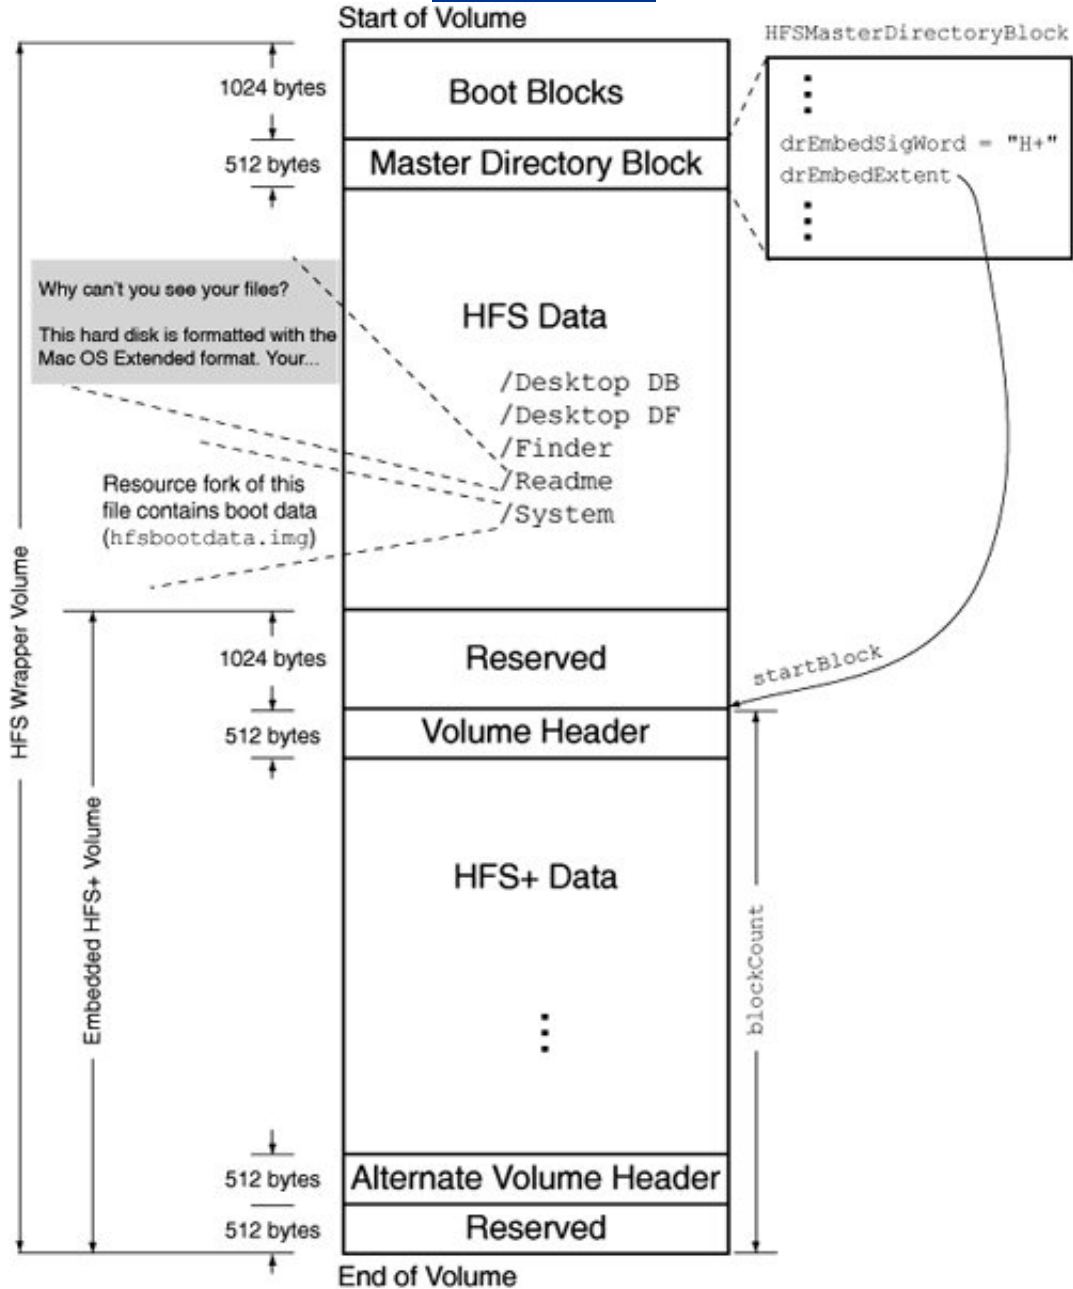 Start of Volume
HFSMasterDirectoryBlock
1024 bytes
Boot Blocks
drEmbedSigWord = "H+"
drEmbedExtent
512 bytes
Master Directory Block
Why can't you see your files?
This hard disk is formatted with the
Mac OS Extended format. Your...
HFS Data
/Desktop DB
/Desktop DF
/Finder
/Readme
/System
Resource fork of this
file contains boot data
(hfsbootdata.img)
HFS Wrapper Volume
1024 bytes
Reserved
startBlock
512 bytes
Volume Header
Embedded HFS+ Volume
HFS+ Data
blockCount
512 bytes
Alternate Volume Header
512 bytes
Reserved
End of Volume